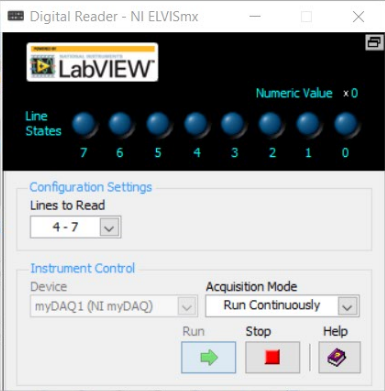 Digital Reader - NI ELVISmx
POWERED BY
NATIONAL INSTRUMENTS
LabVIEW™
Numeric Value x 0
Line
States
7 6 5 4 3 2 1 0
Configuration Settings
Lines to Read
4 - 7
Instrument Control
Device Acquisition Mode
myDAQ1 (NI myDAQ) Run Continuously
Run Stop Help